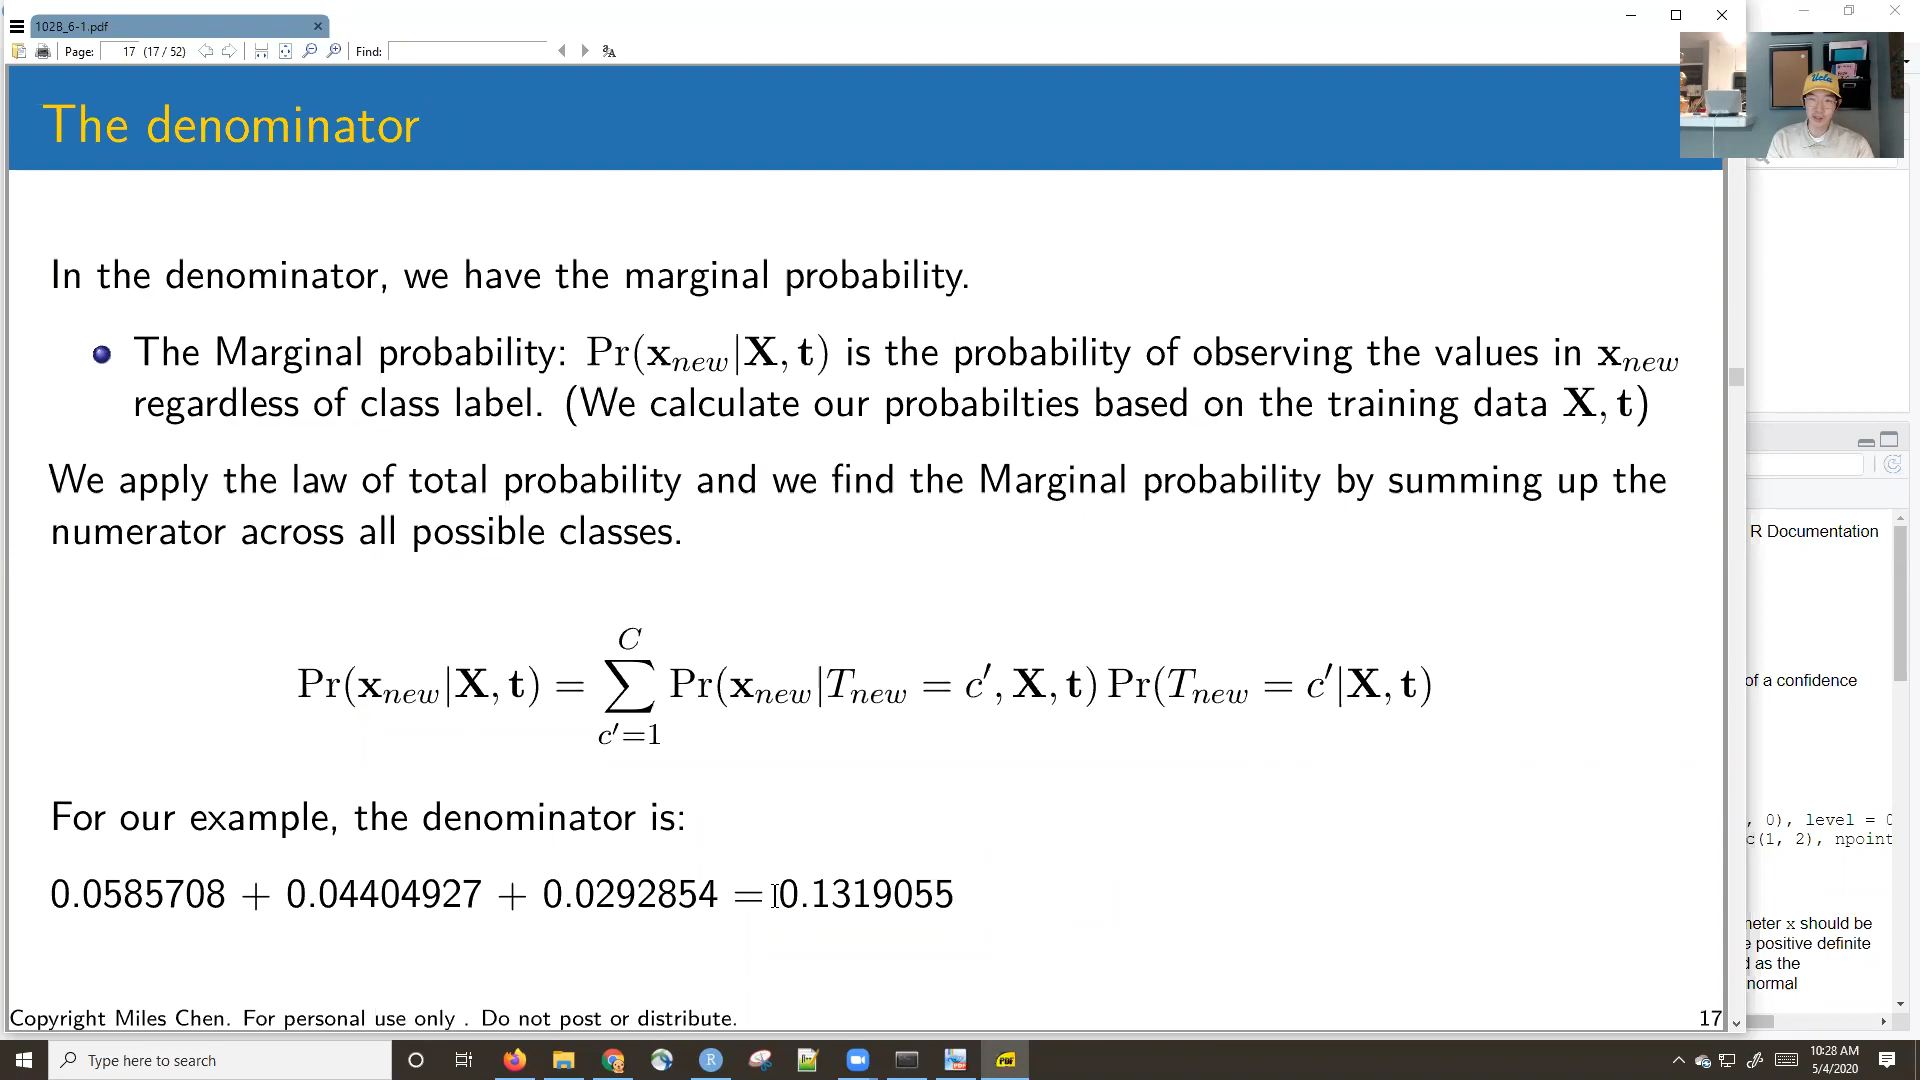 102B_6-1.pdf
Page: 17 (17 / 52) Find:
The denominator
In the denominator, we have the marginal probability.
The Marginal probability: Pr(x_new|X, t) is the probability of observing the values in x_new
regardless of class label. (We calculate our probabilties based on the training data X, t)
We apply the law of total probability and we find the Marginal probability by summing up the
numerator across all possible classes.
Pr(x_new|X, t) = ∑_{c′=1}^{C} Pr(x_new|T_new = c′, X, t) Pr(T_new = c′|X, t)
For our example, the denominator is:
0.0585708 + 0.04404927 + 0.0292854 = 0.1319055
Copyright Miles Chen. For personal use only . Do not post or distribute.
17
Ucla
R Documentation
of a confidence
, 0), level = 0
c(1, 2), npoint
neter x should be
positive definite
d as the
normal
Type here to search
R
PDF
10:28 AM
5/4/2020